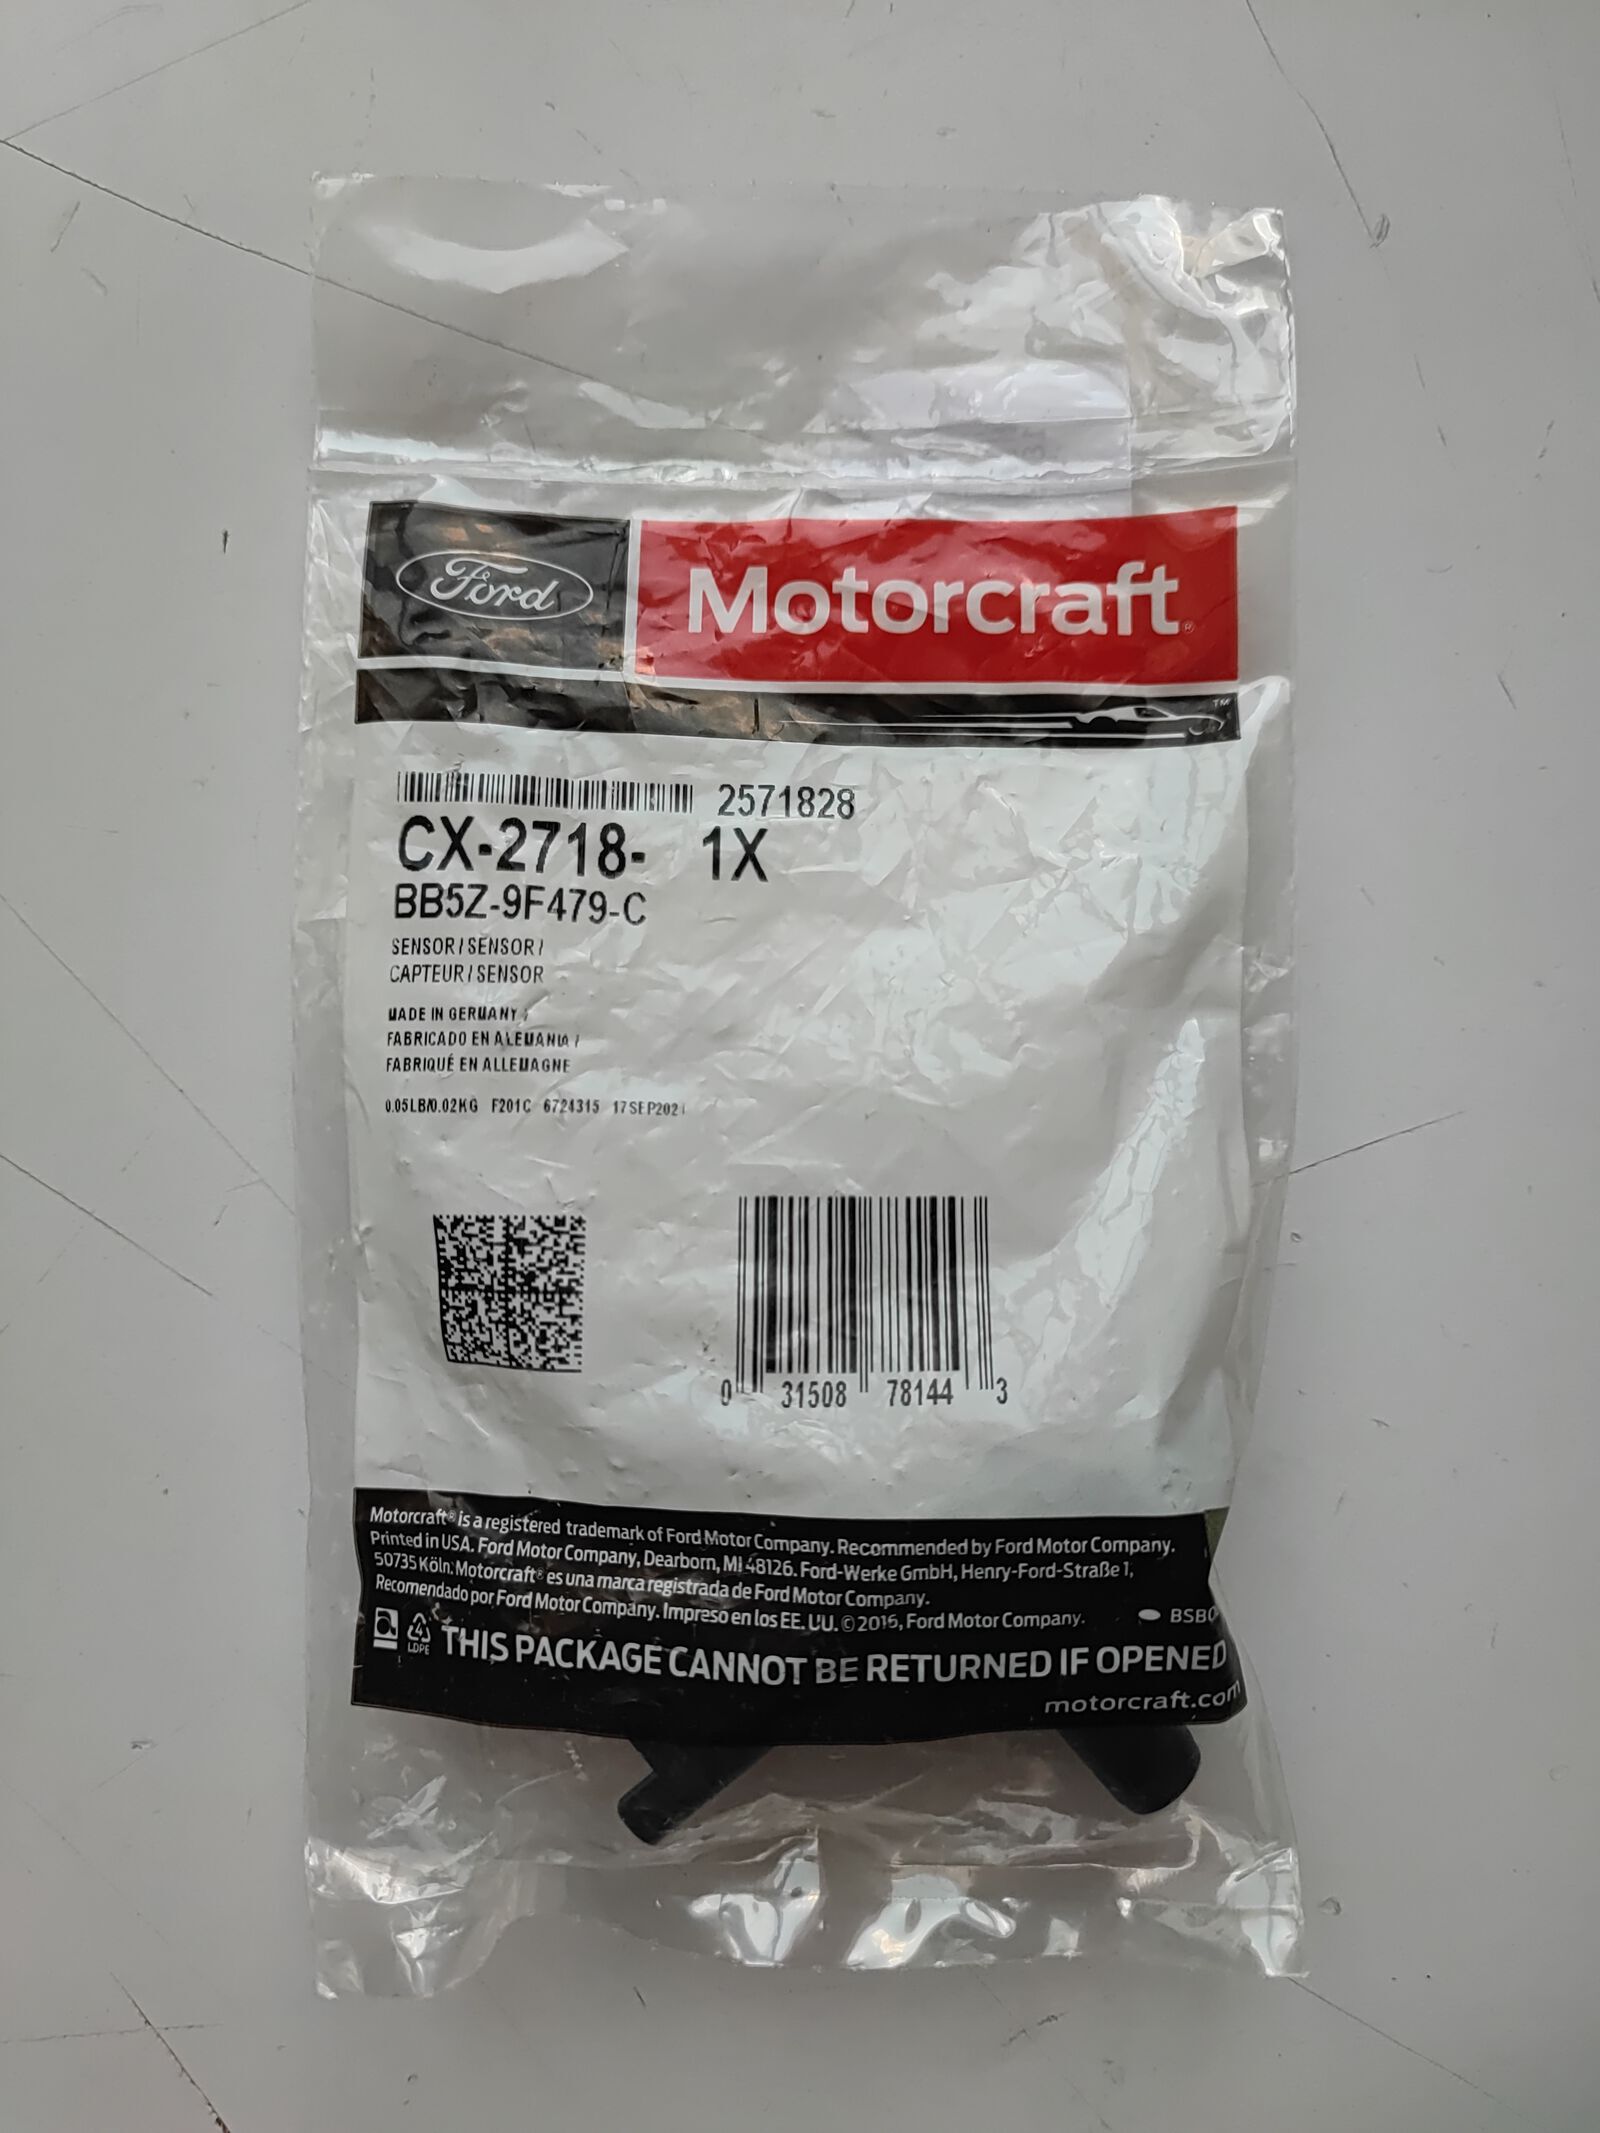 Ford
Motorcraft®
TM
2571828
CX-2718- 1X
BB5Z-9F479-C
SENSOR / SENSOR /
CAPTEUR / SENSOR
MADE IN GERMANY /
FABRICADO EN ALEMANIA /
FABRIQUÉ EN ALLEMAGNE
0.05LB/0.02KG F201C 6724315 17SEP202
0 31508 78144 3
Motorcraft® is a registered trademark of Ford Motor Company. Recommended by Ford Motor Company.
Printed in USA. Ford Motor Company, Dearborn, MI 48126. Ford-Werke GmbH, Henry-Ford-Straße 1,
50735 Köln. Motorcraft® es una marca registrada de Ford Motor Company.
Recomendado por Ford Motor Company. Impreso en los EE. UU. © 2015, Ford Motor Company.
4
LDPE
THIS PACKAGE CANNOT BE RETURNED IF OPENED
motorcraft.com